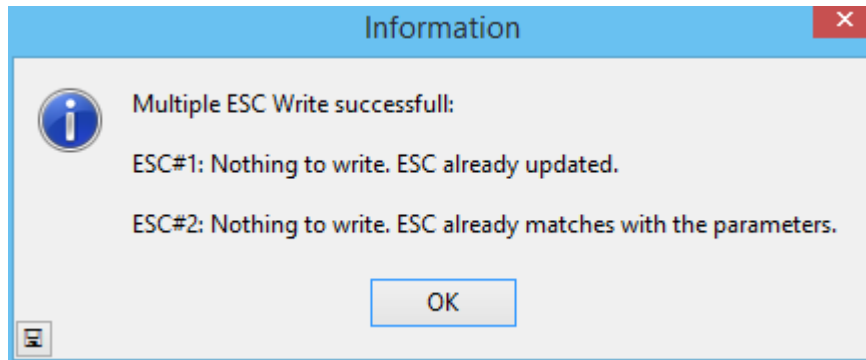 Information
Multiple ESC Write successfull:
ESC#1: Nothing to write. ESC already updated.
ESC#2: Nothing to write. ESC already matches with the parameters.
OK